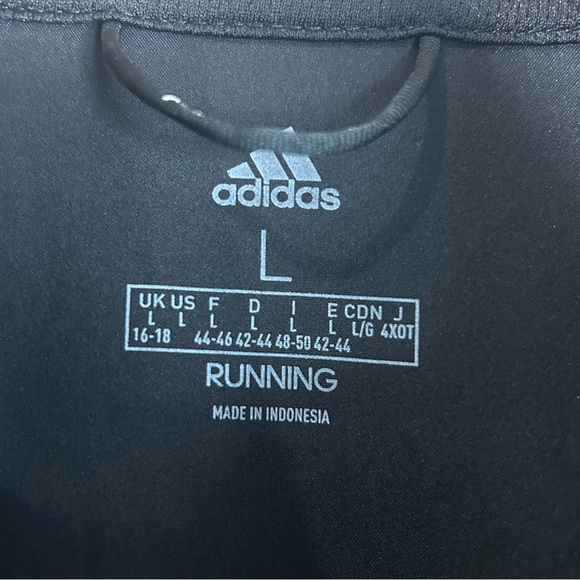 adidas
L
UK US F D I E CDN J
L L L L L L L/G 4XOT
16-18 44-46 42-44 48-50 42-44
RUNNING
MADE IN INDONESIA